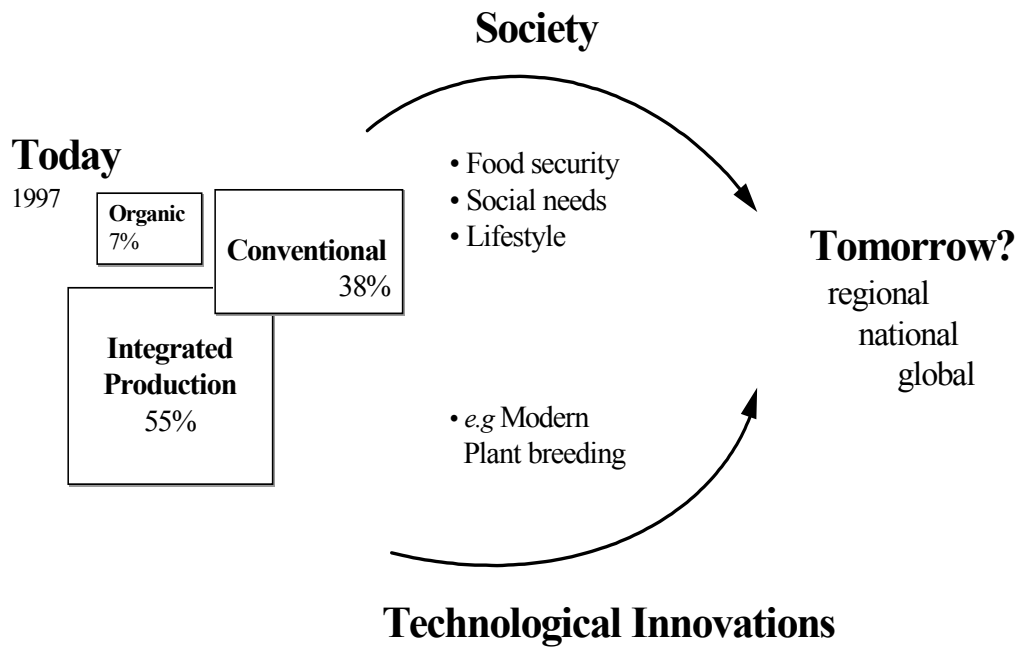 Society
Today
1997
Organic
7%
Conventional
38%
Integrated
Production
55%
• Food security
• Social needs
• Lifestyle
Tomorrow?
regional
national
global
• e.g Modern
Plant breeding
Technological Innovations